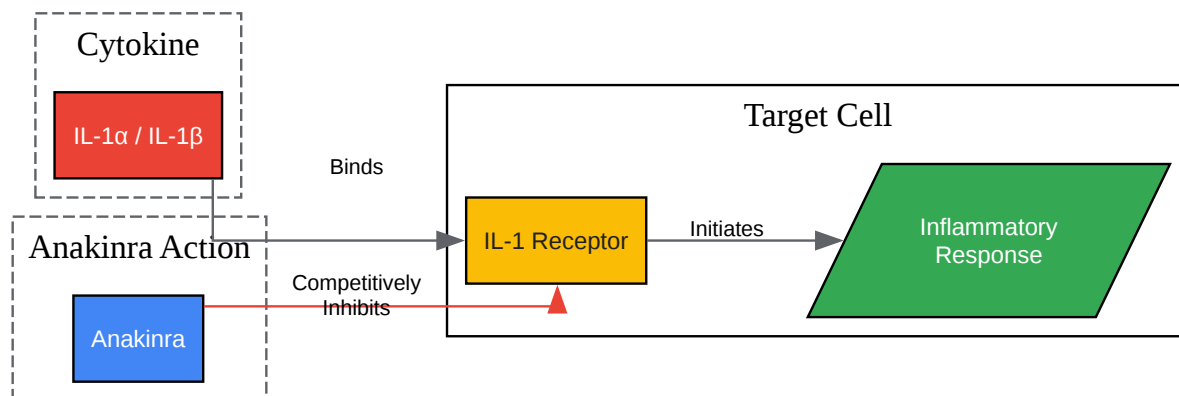 Cytokine
IL-1α / IL-1β
Binds
Target Cell
IL-1 Receptor
Initiates
Inflammatory
Response
Anakinra Action
Competitively
Inhibits
Anakinra